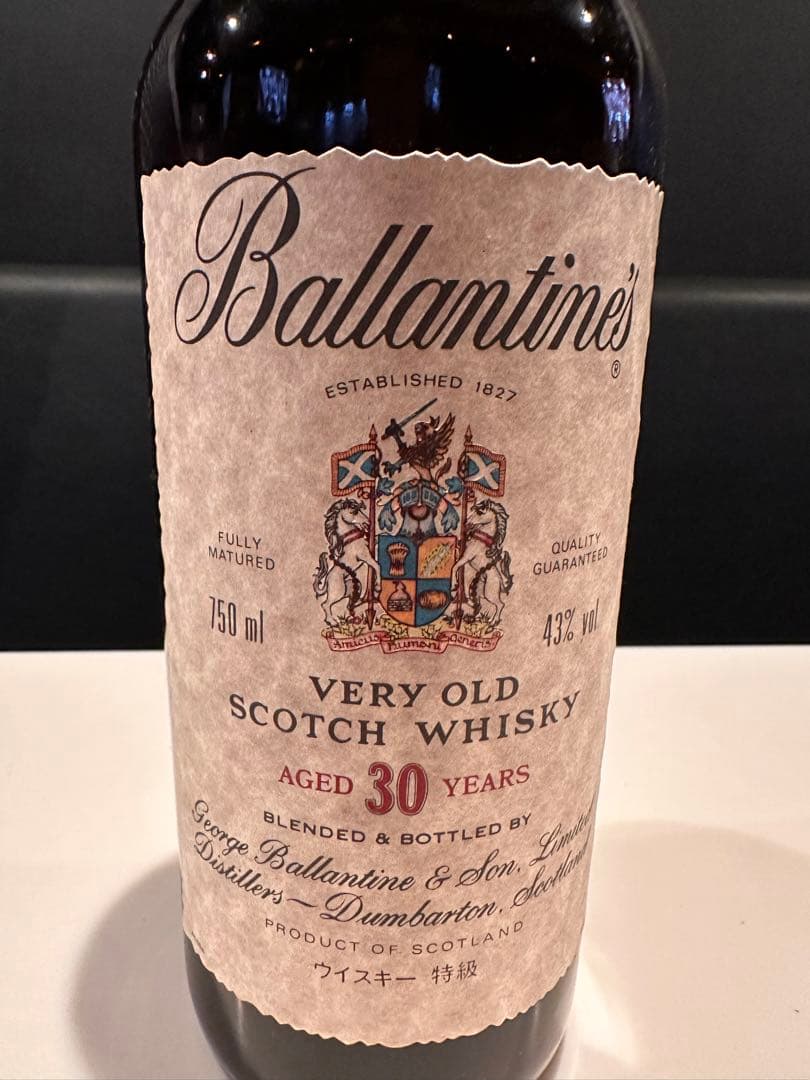 Ballantine's
®
ESTABLISHED 1827
FULLY
MATURED
QUALITY
GUARANTEED
750 ml
43% vol
Amicus Humani Generis
VERY OLD
SCOTCH WHISKY
AGED 30 YEARS
BLENDED & BOTTLED BY
George Ballantine & Son, Limited
Distillers — Dumbarton, Scotland
PRODUCT OF SCOTLAND
ウイスキー 特級